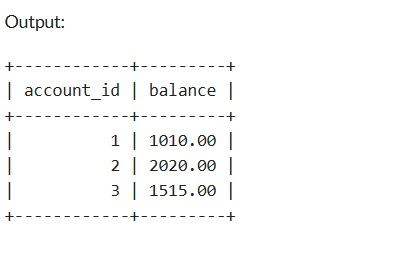 Output:
+------------+---------+
| account_id | balance |
+------------+---------+
|          1 | 1010.00 |
|          2 | 2020.00 |
|          3 | 1515.00 |
+------------+---------+